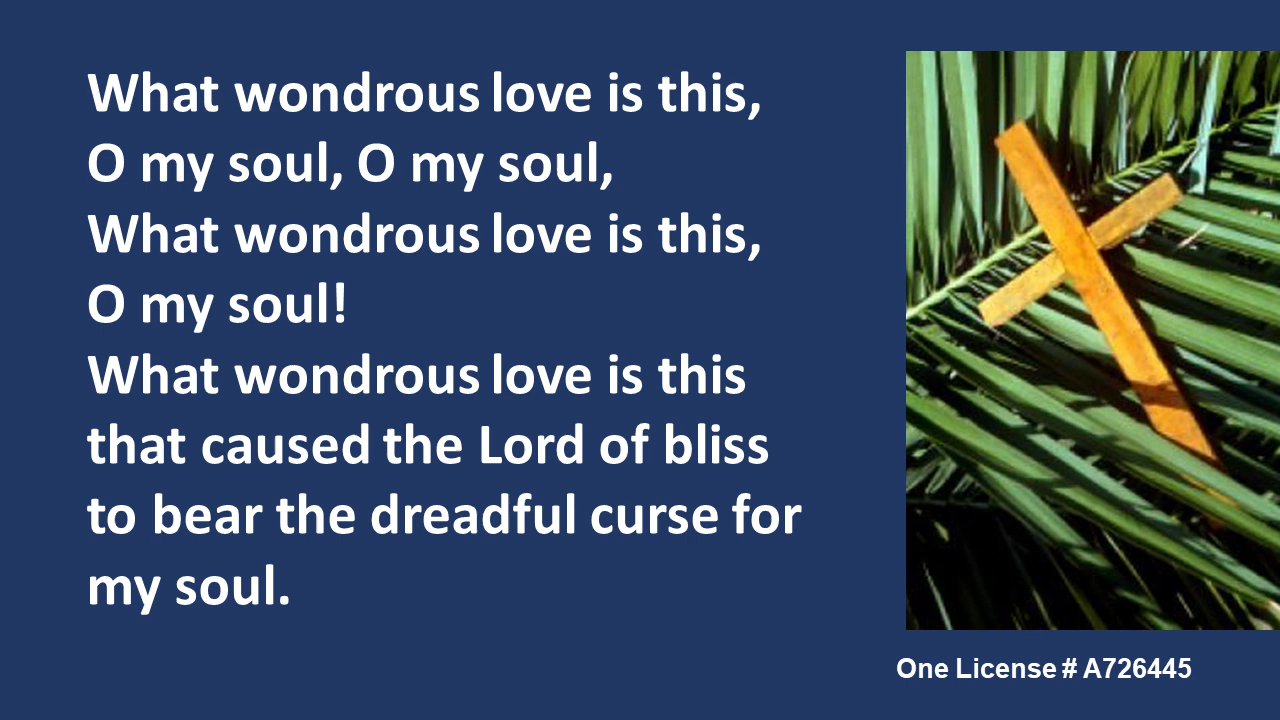 What wondrous love is this,
O my soul, O my soul,
What wondrous love is this,
O my soul!
What wondrous love is this
that caused the Lord of bliss
to bear the dreadful curse for
my soul.
One License # A726445